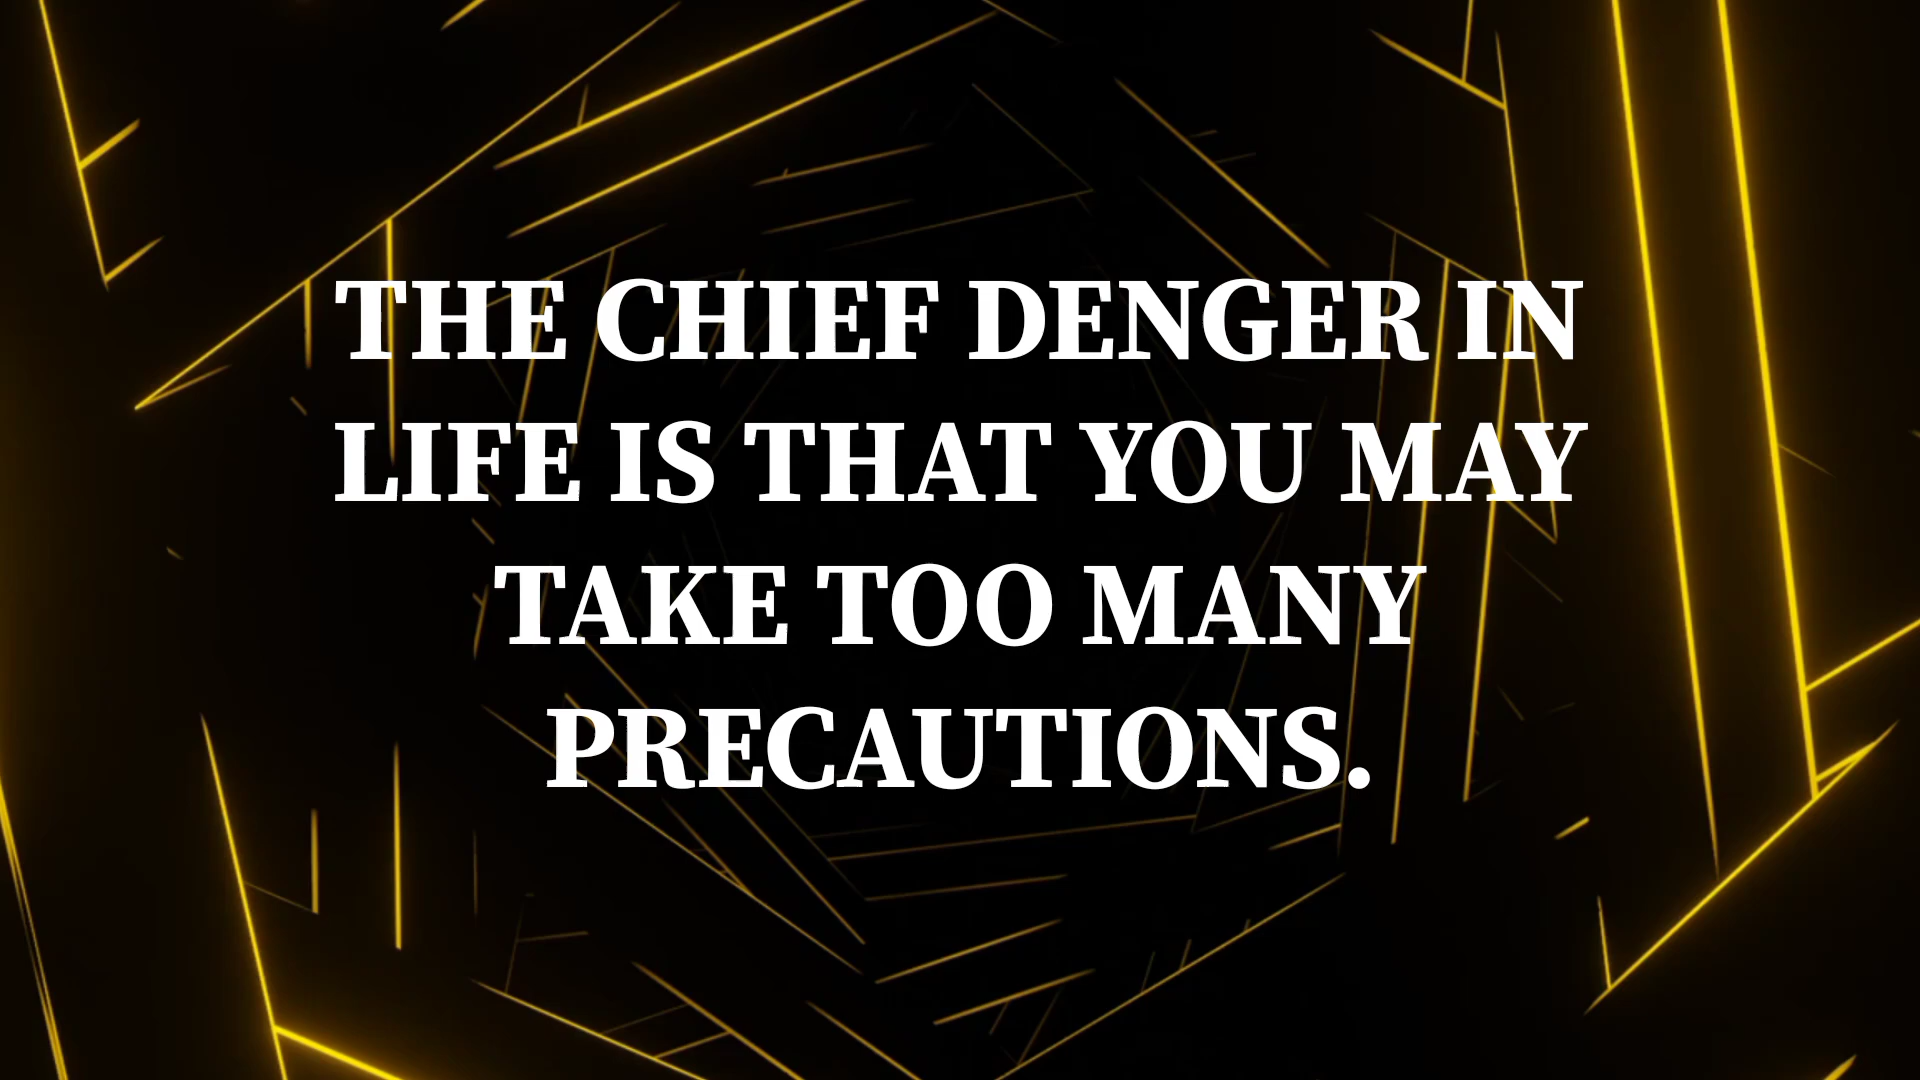 THE CHIEF DENGER IN
LIFE IS THAT YOU MAY
TAKE TOO MANY
PRECAUTIONS.